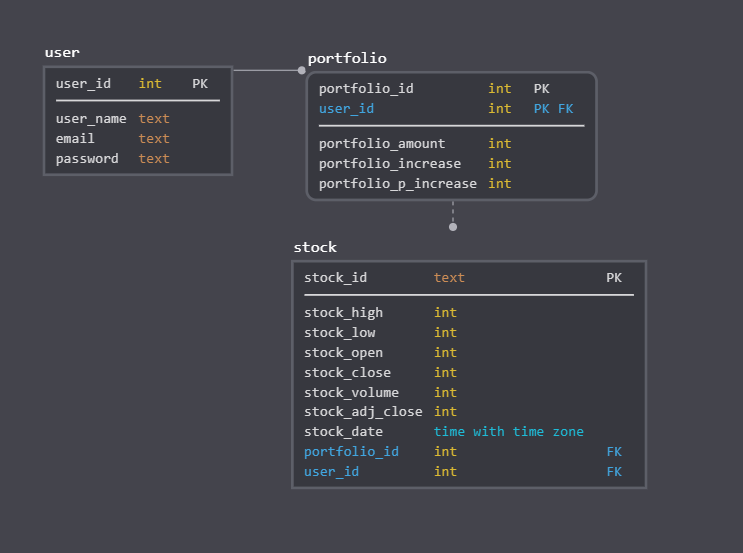 user
user_id int PK
user_name text
email text
password text
portfolio
portfolio_id int PK
user_id int PK FK
portfolio_amount int
portfolio_increase int
portfolio_p_increase int
stock
stock_id text PK
stock_high int
stock_low int
stock_open int
stock_close int
stock_volume int
stock_adj_close int
stock_date time with time zone
portfolio_id int FK
user_id int FK